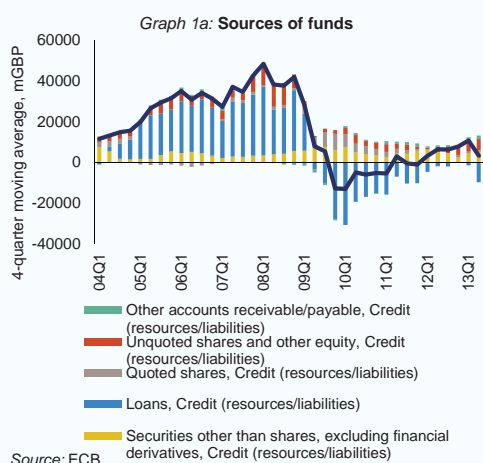 Graph 1a: Sources of funds
4-quarter moving average, mGBP
60000
40000
20000
0
-20000
-40000
04Q1
05Q1
06Q1
07Q1
08Q1
09Q1
10Q1
11Q1
12Q1
13Q1
Other accounts receivable/payable, Credit
(resources/liabilities)
Unquoted shares and other equity, Credit
(resources/liabilities)
Quoted shares, Credit (resources/liabilities)
Loans, Credit (resources/liabilities)
Securities other than shares, excluding financial
derivatives, Credit (resources/liabilities)
Source: ECB